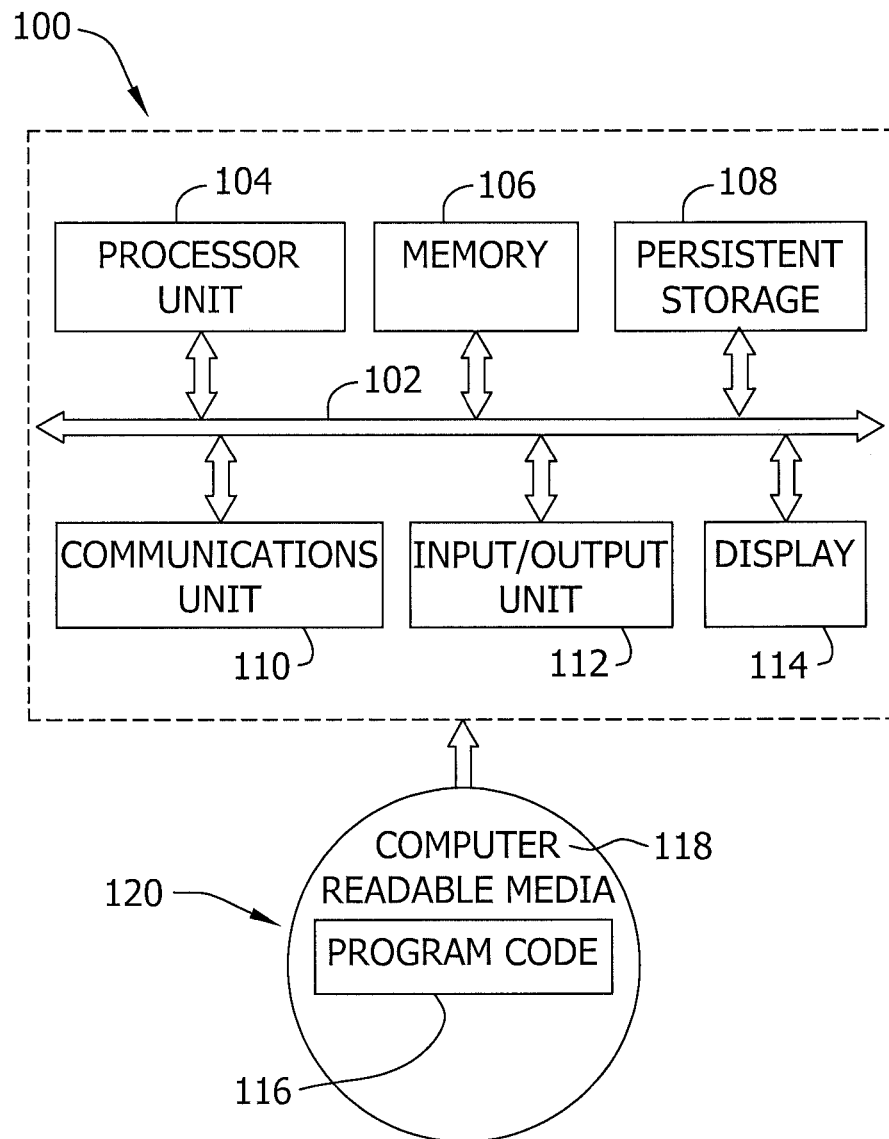 100
104
106
108
PROCESSOR
UNIT
MEMORY
PERSISTENT
STORAGE
102
COMMUNICATIONS
UNIT
INPUT/OUTPUT
UNIT
DISPLAY
110
112
114
COMPUTER
READABLE MEDIA
118
120
PROGRAM CODE
116